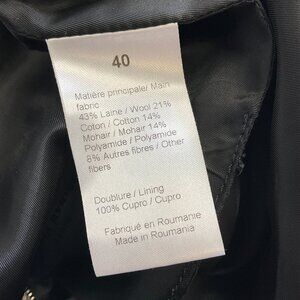 40
Matière principale/ Main
fabric
43% Laine / Wool 21%
Coton / Cotton 14%
Mohair / Mohair 14%
Polyamide / Polyamide
8% Autres fibres / Other
fibers
Doublure / Lining
100% Cupro / Cupro
Fabriqué en Roumanie
Made in Roumania